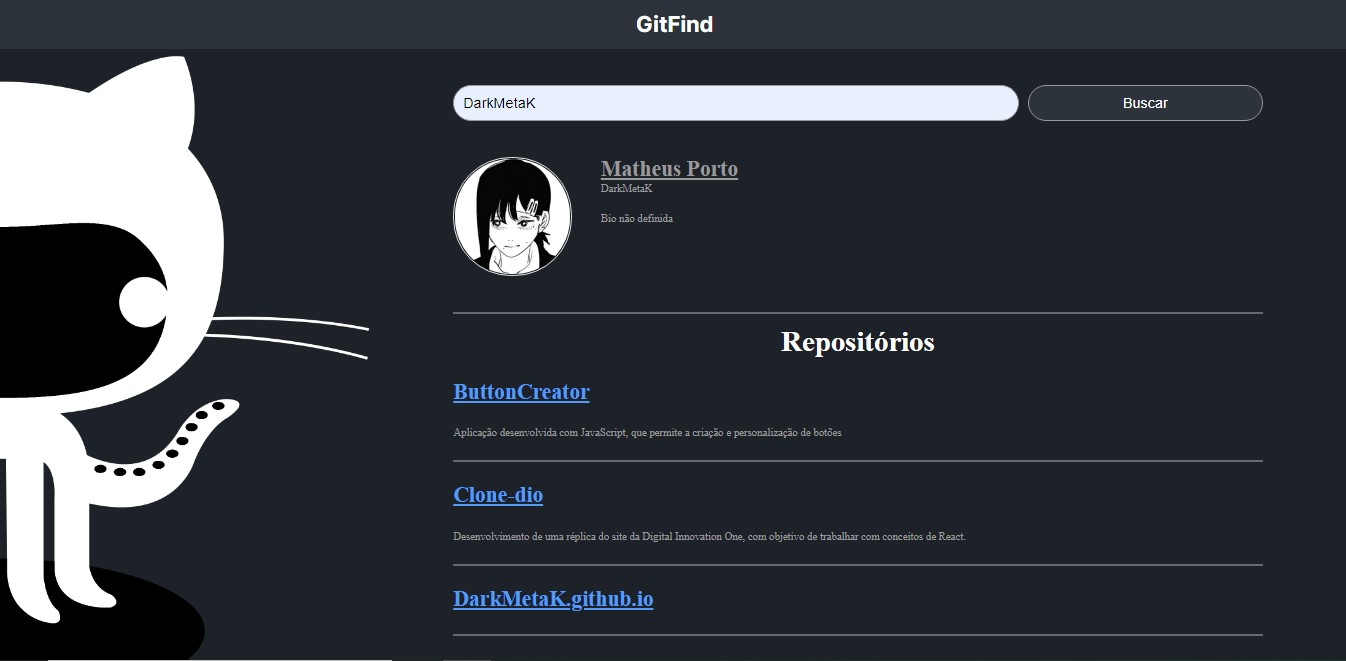 GitFind
DarkMetaK
Buscar
Matheus Porto
DarkMetaK
Bio não definida
Repositórios
ButtonCreator
Aplicação desenvolvida com JavaScript, que permite a criação e personalização de botões
Clone-dio
Desenvolvimento de uma réplica do site da Digital Innovation One, com objetivo de trabalhar com conceitos de React.
DarkMetaK.github.io